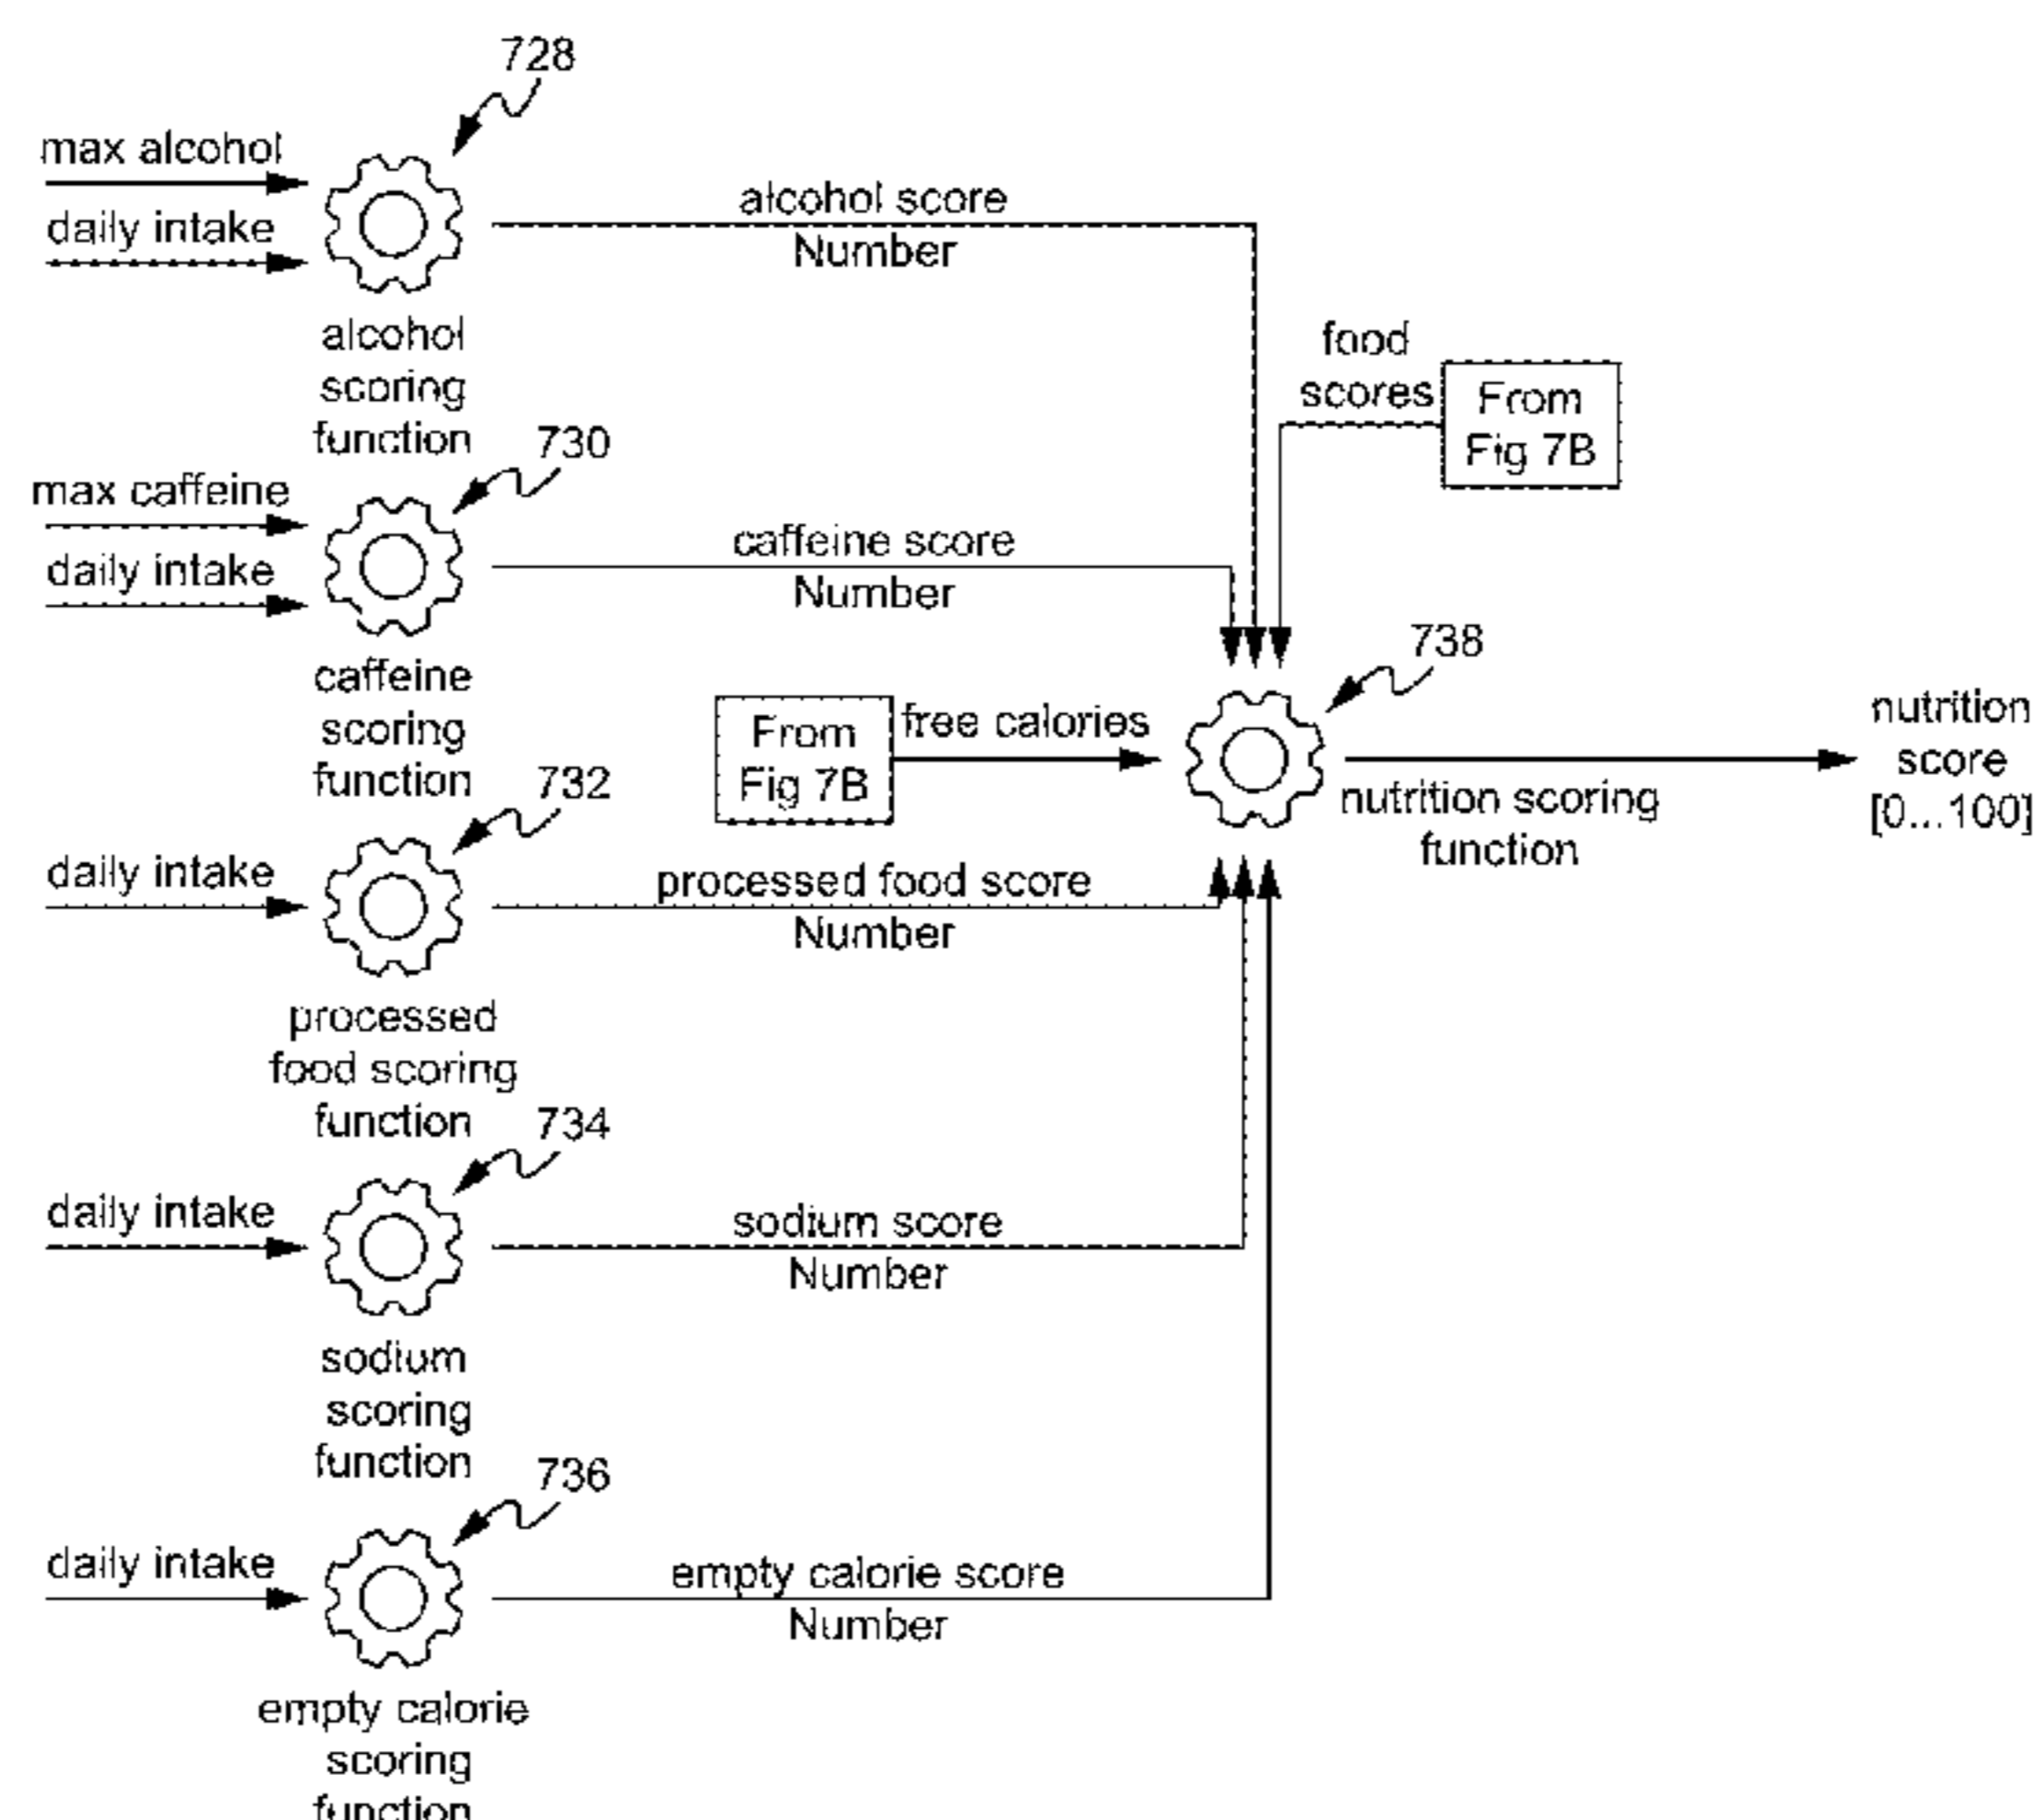 728
max alcohol
daily intake
alcohol score
Number
alcohol
scoring
function
food
scores
From
Fig 7B
730
max caffeine
daily intake
caffeine score
Number
caffeine
scoring
function
738
From
Fig 7B
free calories
nutrition scoring
function
nutrition
score
[0...100]
732
daily intake
processed food score
Number
processed
food scoring
function
734
daily intake
sodium score
Number
sodium
scoring
function
736
daily intake
empty calorie score
Number
empty calorie
scoring
function